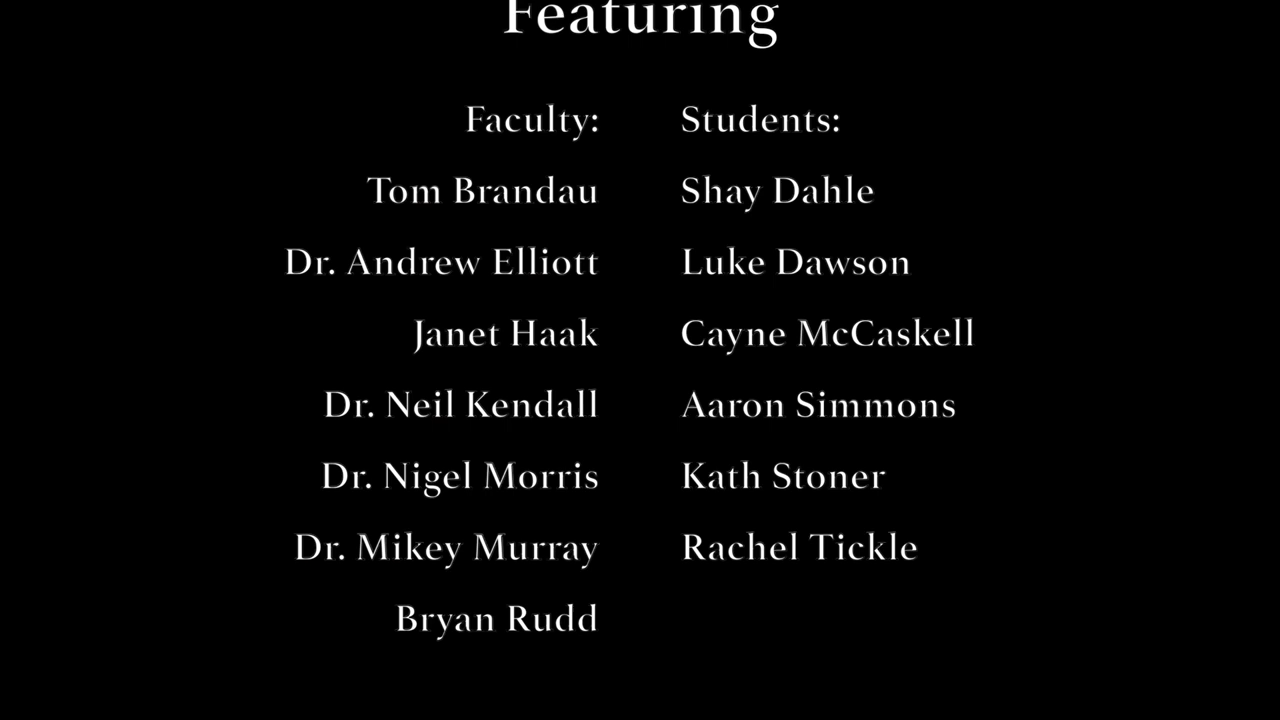 Featuring
Faculty:
Tom Brandau
Dr. Andrew Elliott
Janet Haak
Dr. Neil Kendall
Dr. Nigel Morris
Dr. Mikey Murray
Bryan Rudd
Students:
Shay Dahle
Luke Dawson
Cayne McCaskell
Aaron Simmons
Kath Stoner
Rachel Tickle